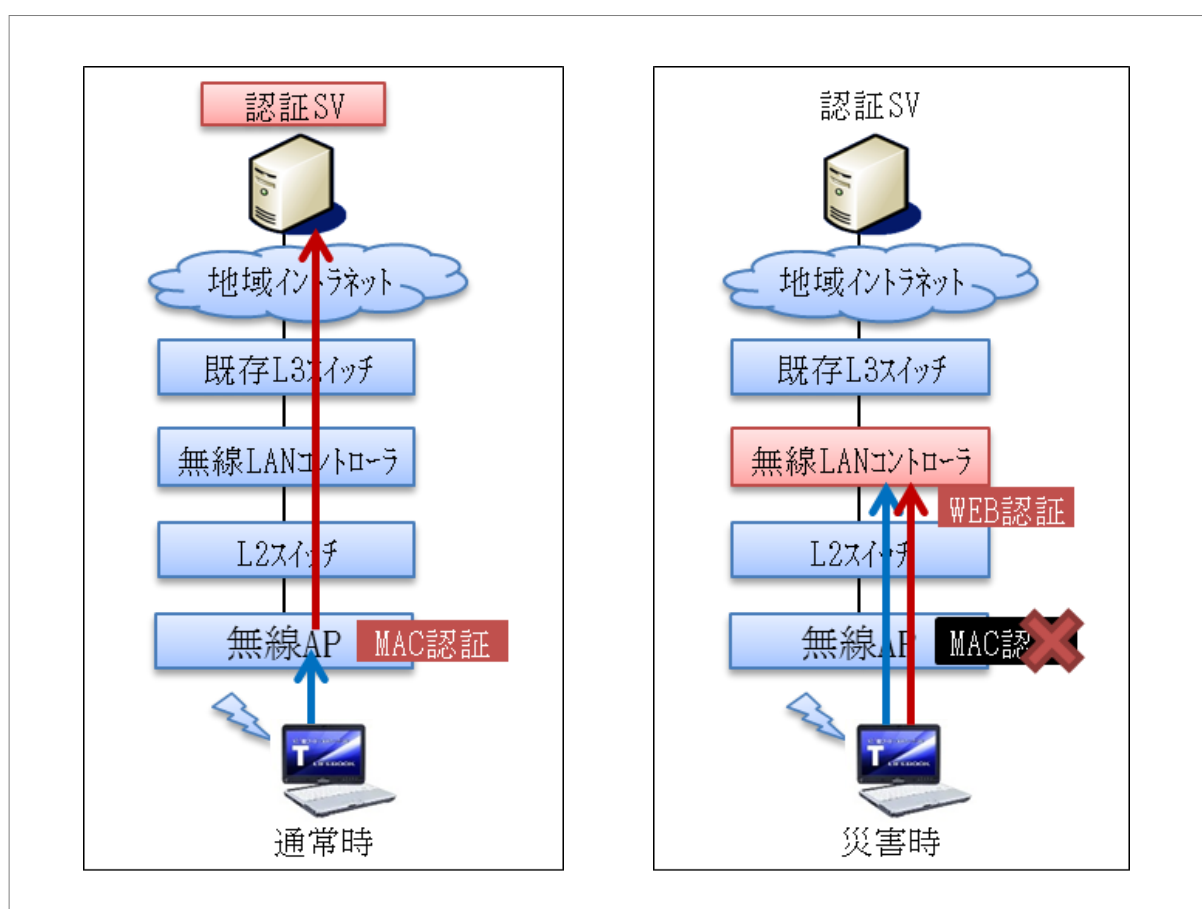 認証SV
地域イントラネット
既存L3スイッチ
無線LANコントローラ
L2スイッチ
無線AP
MAC認証
通常時
認証SV
地域イントラネット
既存L3スイッチ
無線LANコントローラ
WEB認証
L2スイッチ
無線AP
MAC認
災害時